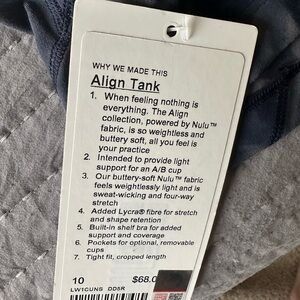 WHY WE MADE THIS
Align Tank
1. When feeling nothing is
everything. The Align
collection, powered by Nulu™
fabric, is so weightless and
buttery soft, all you feel is
your practice
2. Intended to provide light
support for an A/B cup
3. Our buttery-soft Nulu™ fabric
feels weightlessly light and is
sweat-wicking and four-way
stretch
4. Added Lycra® fibre for stretch
and shape retention
5. Built-in shelf bra for added
support and coverage
6. Pockets for optional, removable
cups
7. Tight fit, cropped length
10 $68.0
LW1CUNS DD5R